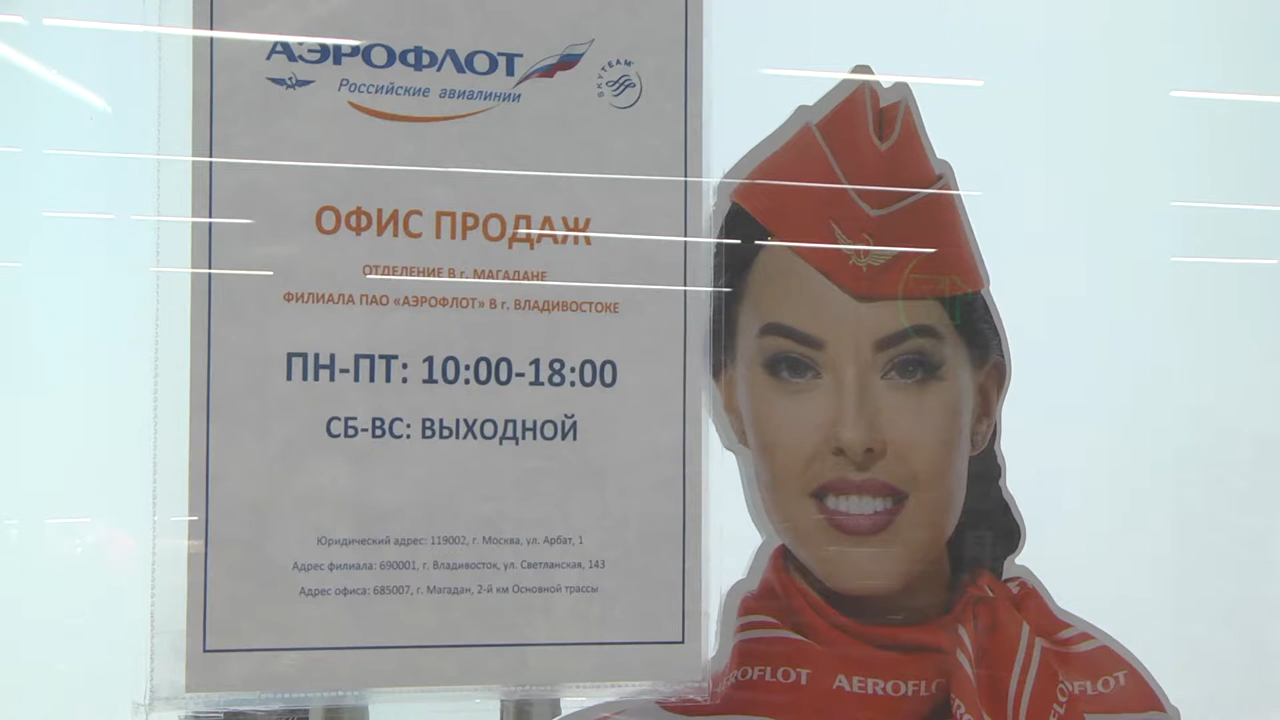 АЭРОФЛОТ
Российские авиалинии
SKYTEAM
ОФИС ПРОДАЖ
ОТДЕЛЕНИЕ В г. МАГАДАНЕ
ФИЛИАЛА ПАО «АЭРОФЛОТ» В г. ВЛАДИВОСТОКЕ
ПН-ПТ: 10:00-18:00
СБ-ВС: ВЫХОДНОЙ
Юридический адрес: 119002, г. Москва, ул. Арбат, 1
Адрес филиала: 690001, г. Владивосток, ул. Светланская, 143
Адрес офиса: 685007, г. Магадан, 2-й км Основной трассы
AEROFLOT